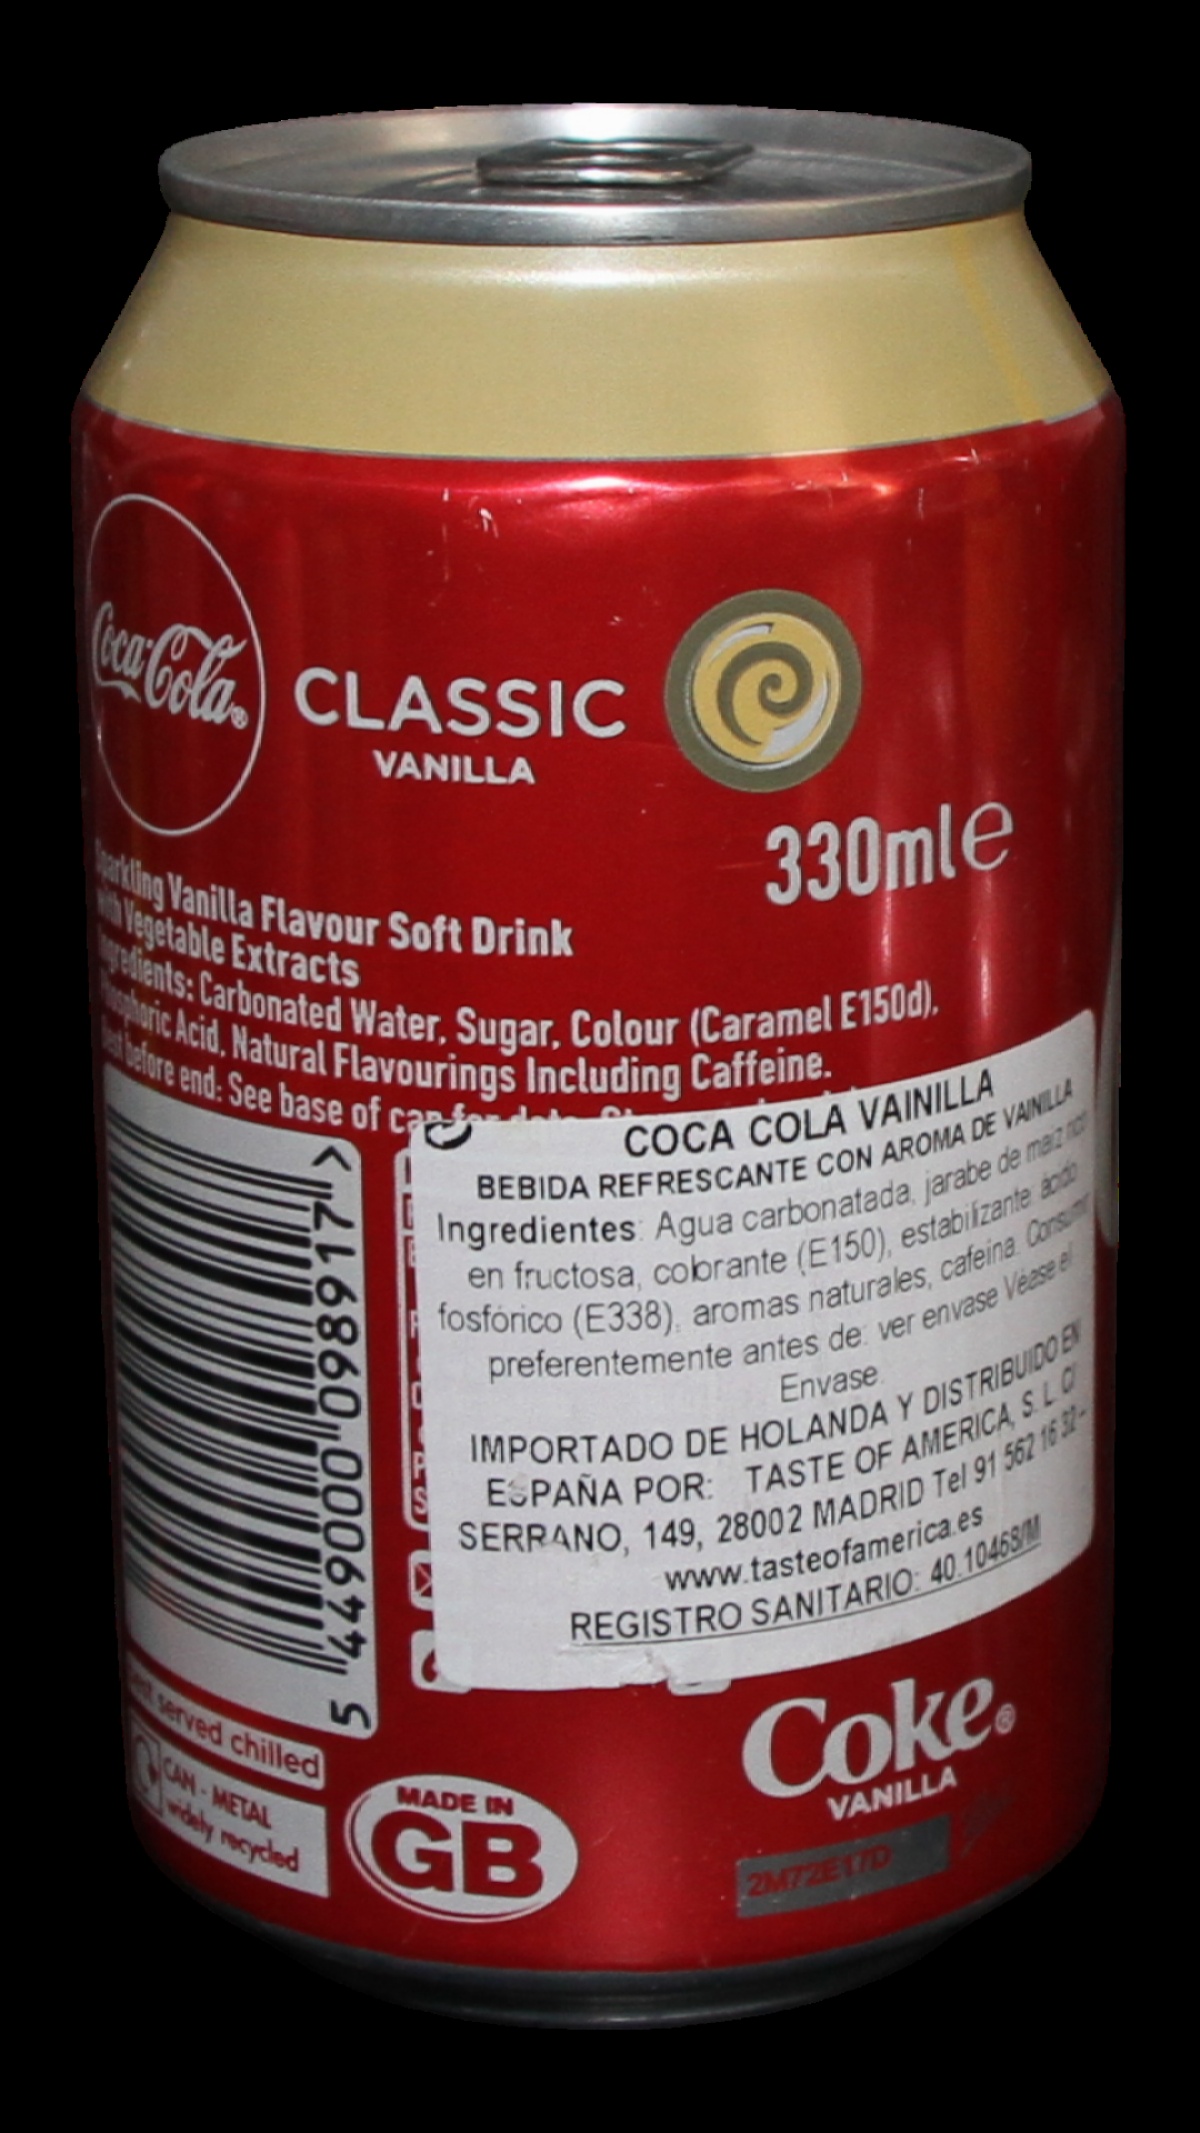 Coca-Cola®
CLASSIC
VANILLA
330ml e
Sparkling Vanilla Flavour Soft Drink
with Vegetable Extracts
Ingredients: Carbonated Water, Sugar, Colour (Caramel E150d),
Phosphoric Acid, Natural Flavourings Including Caffeine.
Best before end: See base of can for date.
COCA COLA VAINILLA
BEBIDA REFRESCANTE CON AROMA DE VAINILLA
Ingredientes: Agua carbonatada, jarabe de maiz rico
en fructosa, colorante (E150), estabilizante ácido
fosfórico (E338), aromas naturales, cafeina. Consumir
preferentemente antes de: ver envase Véase el
Envase.
IMPORTADO DE HOLANDA Y DISTRIBUIDO EN
ESPAÑA POR: TASTE OF AMERICA, S. L. C/
SERRANO, 149, 28002 MADRID Tel 91 562 16 32 -
www.tasteofamerica.es
REGISTRO SANITARIO: 40.10468/M
5 449000 098917 >
Best served chilled
CAN - METAL
widely recycled
MADE IN
GB
Coke®
VANILLA
2M72E17D